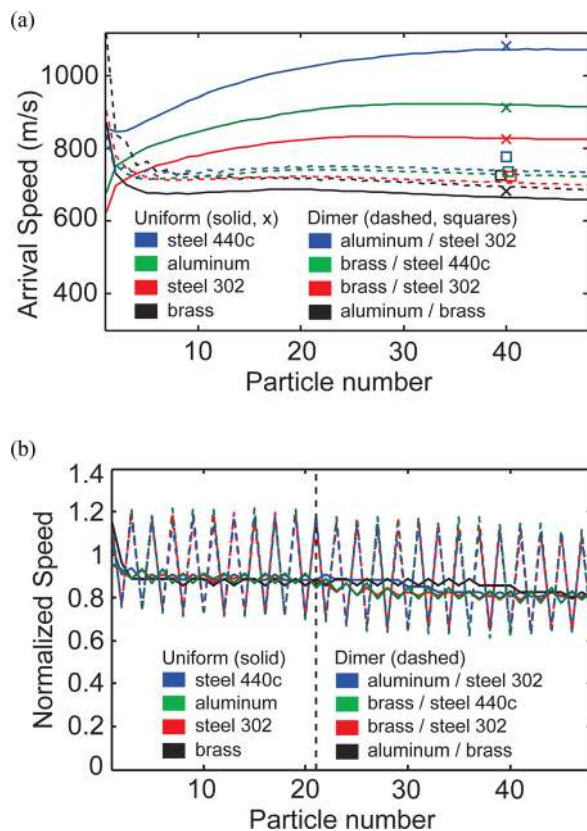 (a)
1000
800
600
400
Arrival Speed (m/s)
Uniform (solid, x)
steel 440c
aluminum
steel 302
brass
Dimer (dashed, squares)
aluminum / steel 302
brass / steel 440c
brass / steel 302
aluminum / brass
10 20 30 40
Particle number
(b)
1.4
1.2
1
0.8
0.6
0.4
0.2
0
Normalized Speed
Uniform (solid)
steel 440c
aluminum
steel 302
brass
Dimer (dashed)
aluminum / steel 302
brass / steel 440c
brass / steel 302
aluminum / brass
10 20 30 40
Particle number